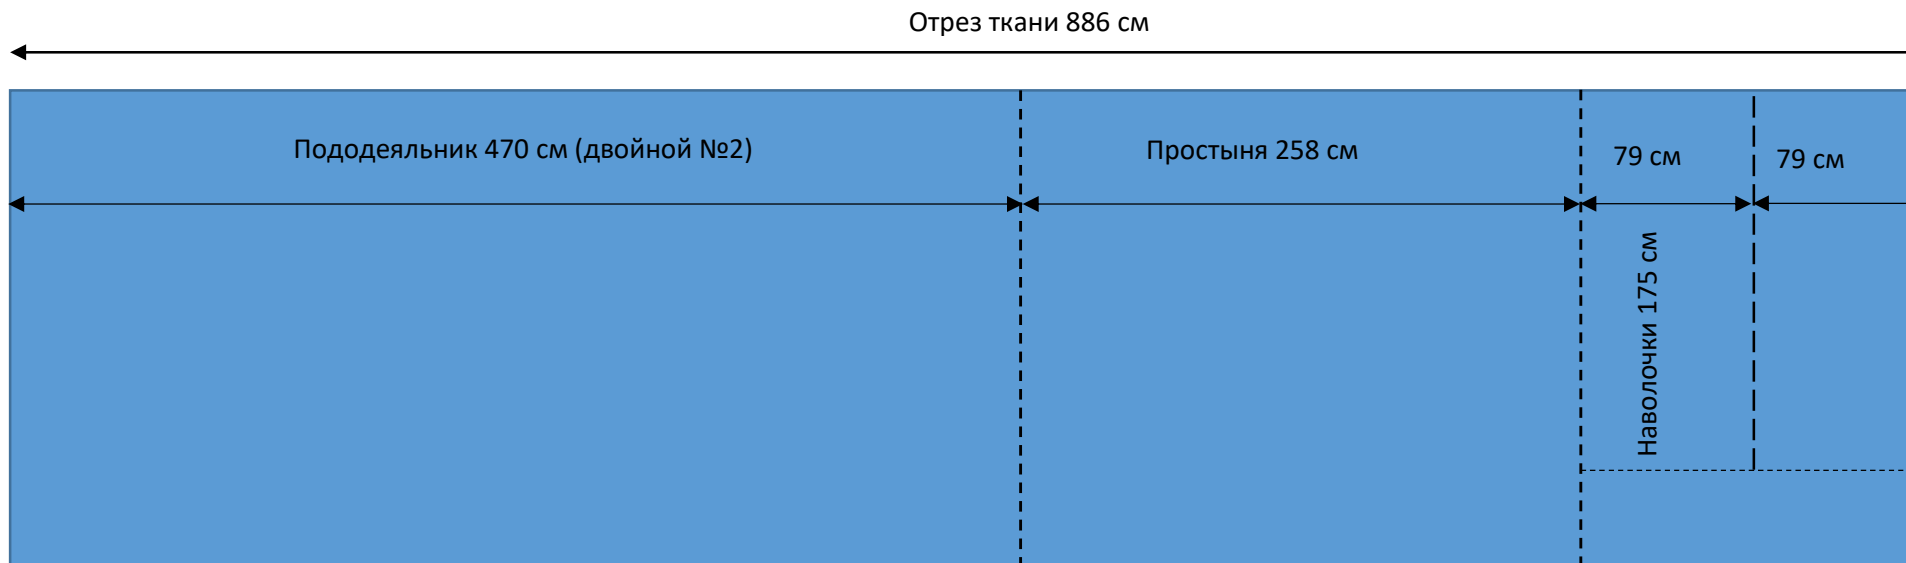 Отрез ткани 886 см
Пододеяльник 470 см (двойной №2)
Простыня 258 см
79 см
79 см
Наволочки 175 см